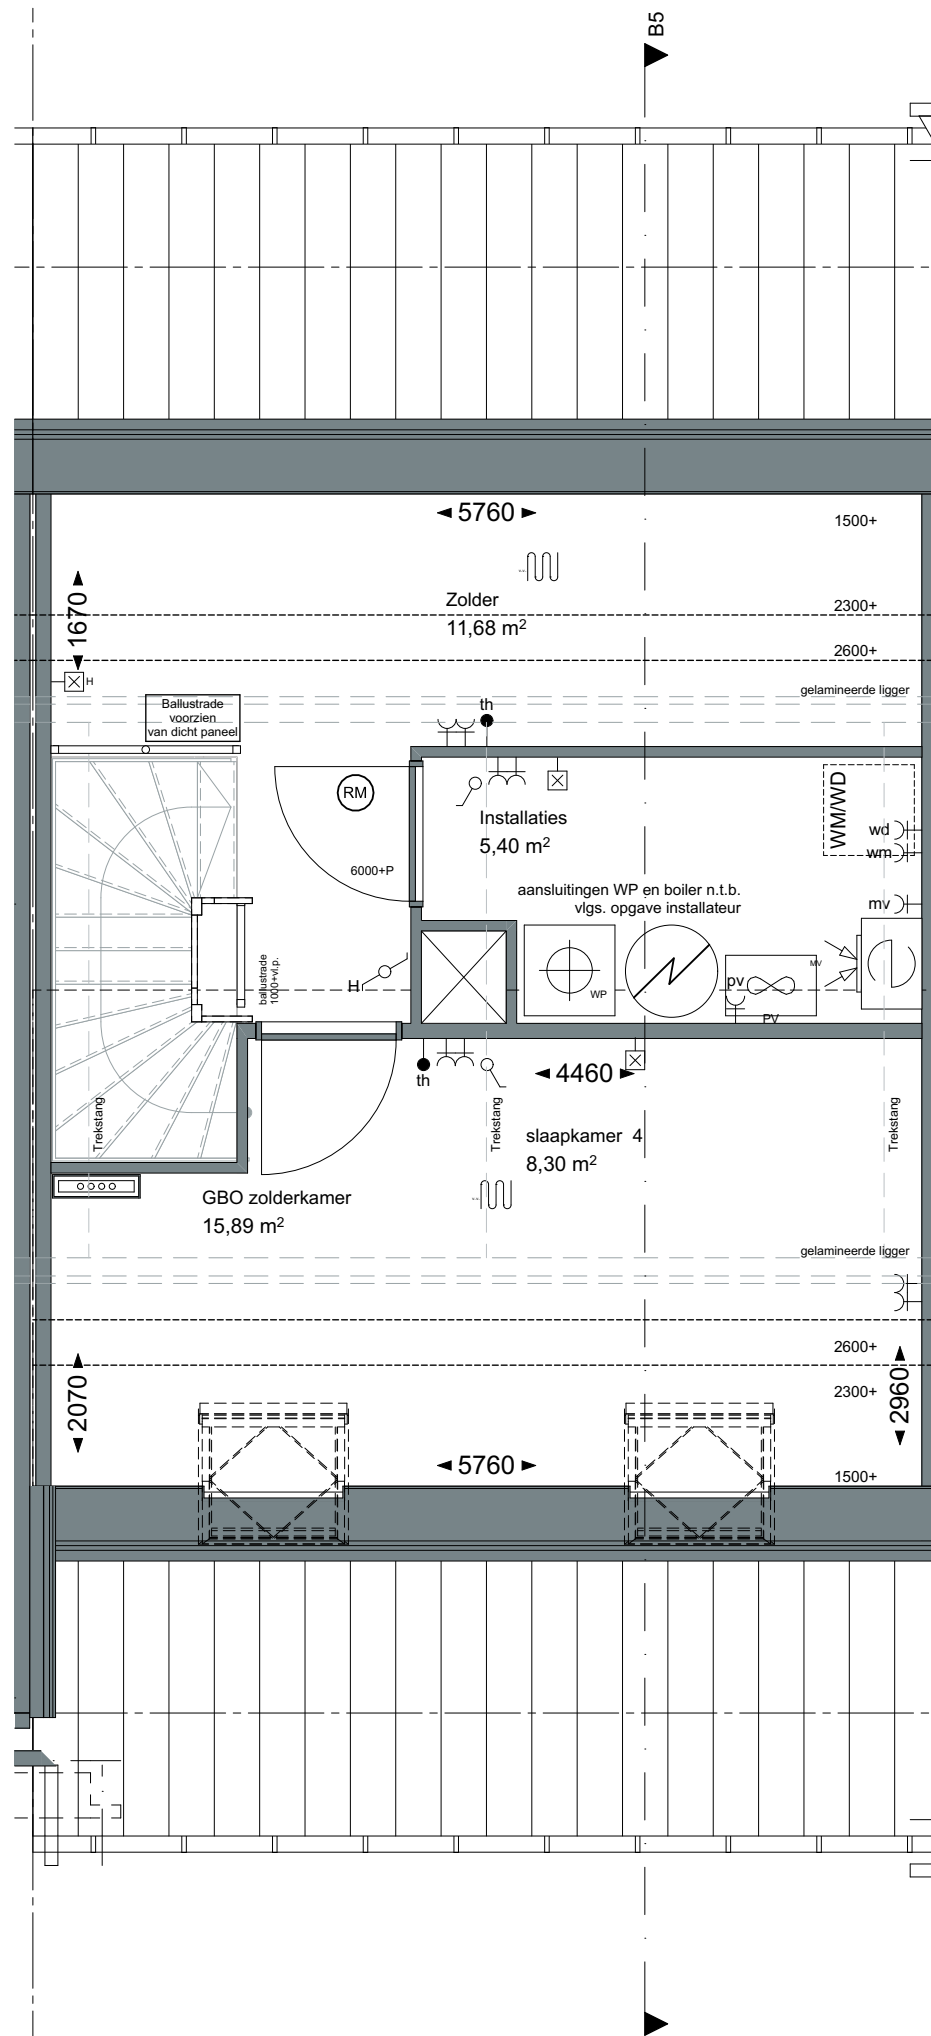 B5
5760
1500+
1670
Zolder
11,68 m²
2300+
2600+
H
gelamineerde ligger
Ballustrade
voorzien
van dicht paneel
th
RM
WM/WD
Installaties
5,40 m²
wd
wm
6000+P
aansluitingen WP en boiler n.t.b.
vlgs. opgave installateur
mv
ballustrade
1000+vl.p.
H
WP
pv
MV
PV
th
4460
Trekstang
Trekstang
Trekstang
slaapkamer 4
8,30 m²
GBO zolderkamer
15,89 m²
gelamineerde ligger
2600+
2070
2960
2300+
5760
1500+